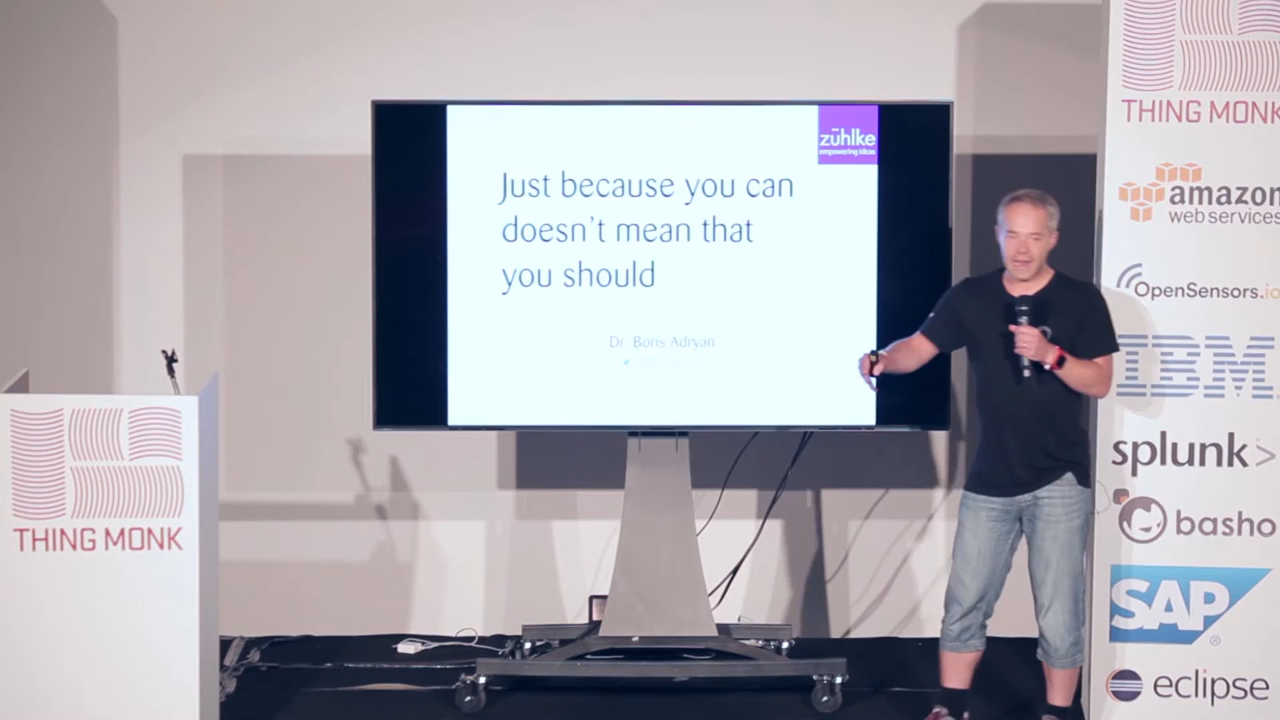 THING MONK
zühlke
empowering ideas
Just because you can
doesn't mean that
you should
Dr. Boris Adryan
THING MONK
amazon
web services
OpenSensors.io
IBM
splunk>
basho
SAP
®
eclipse